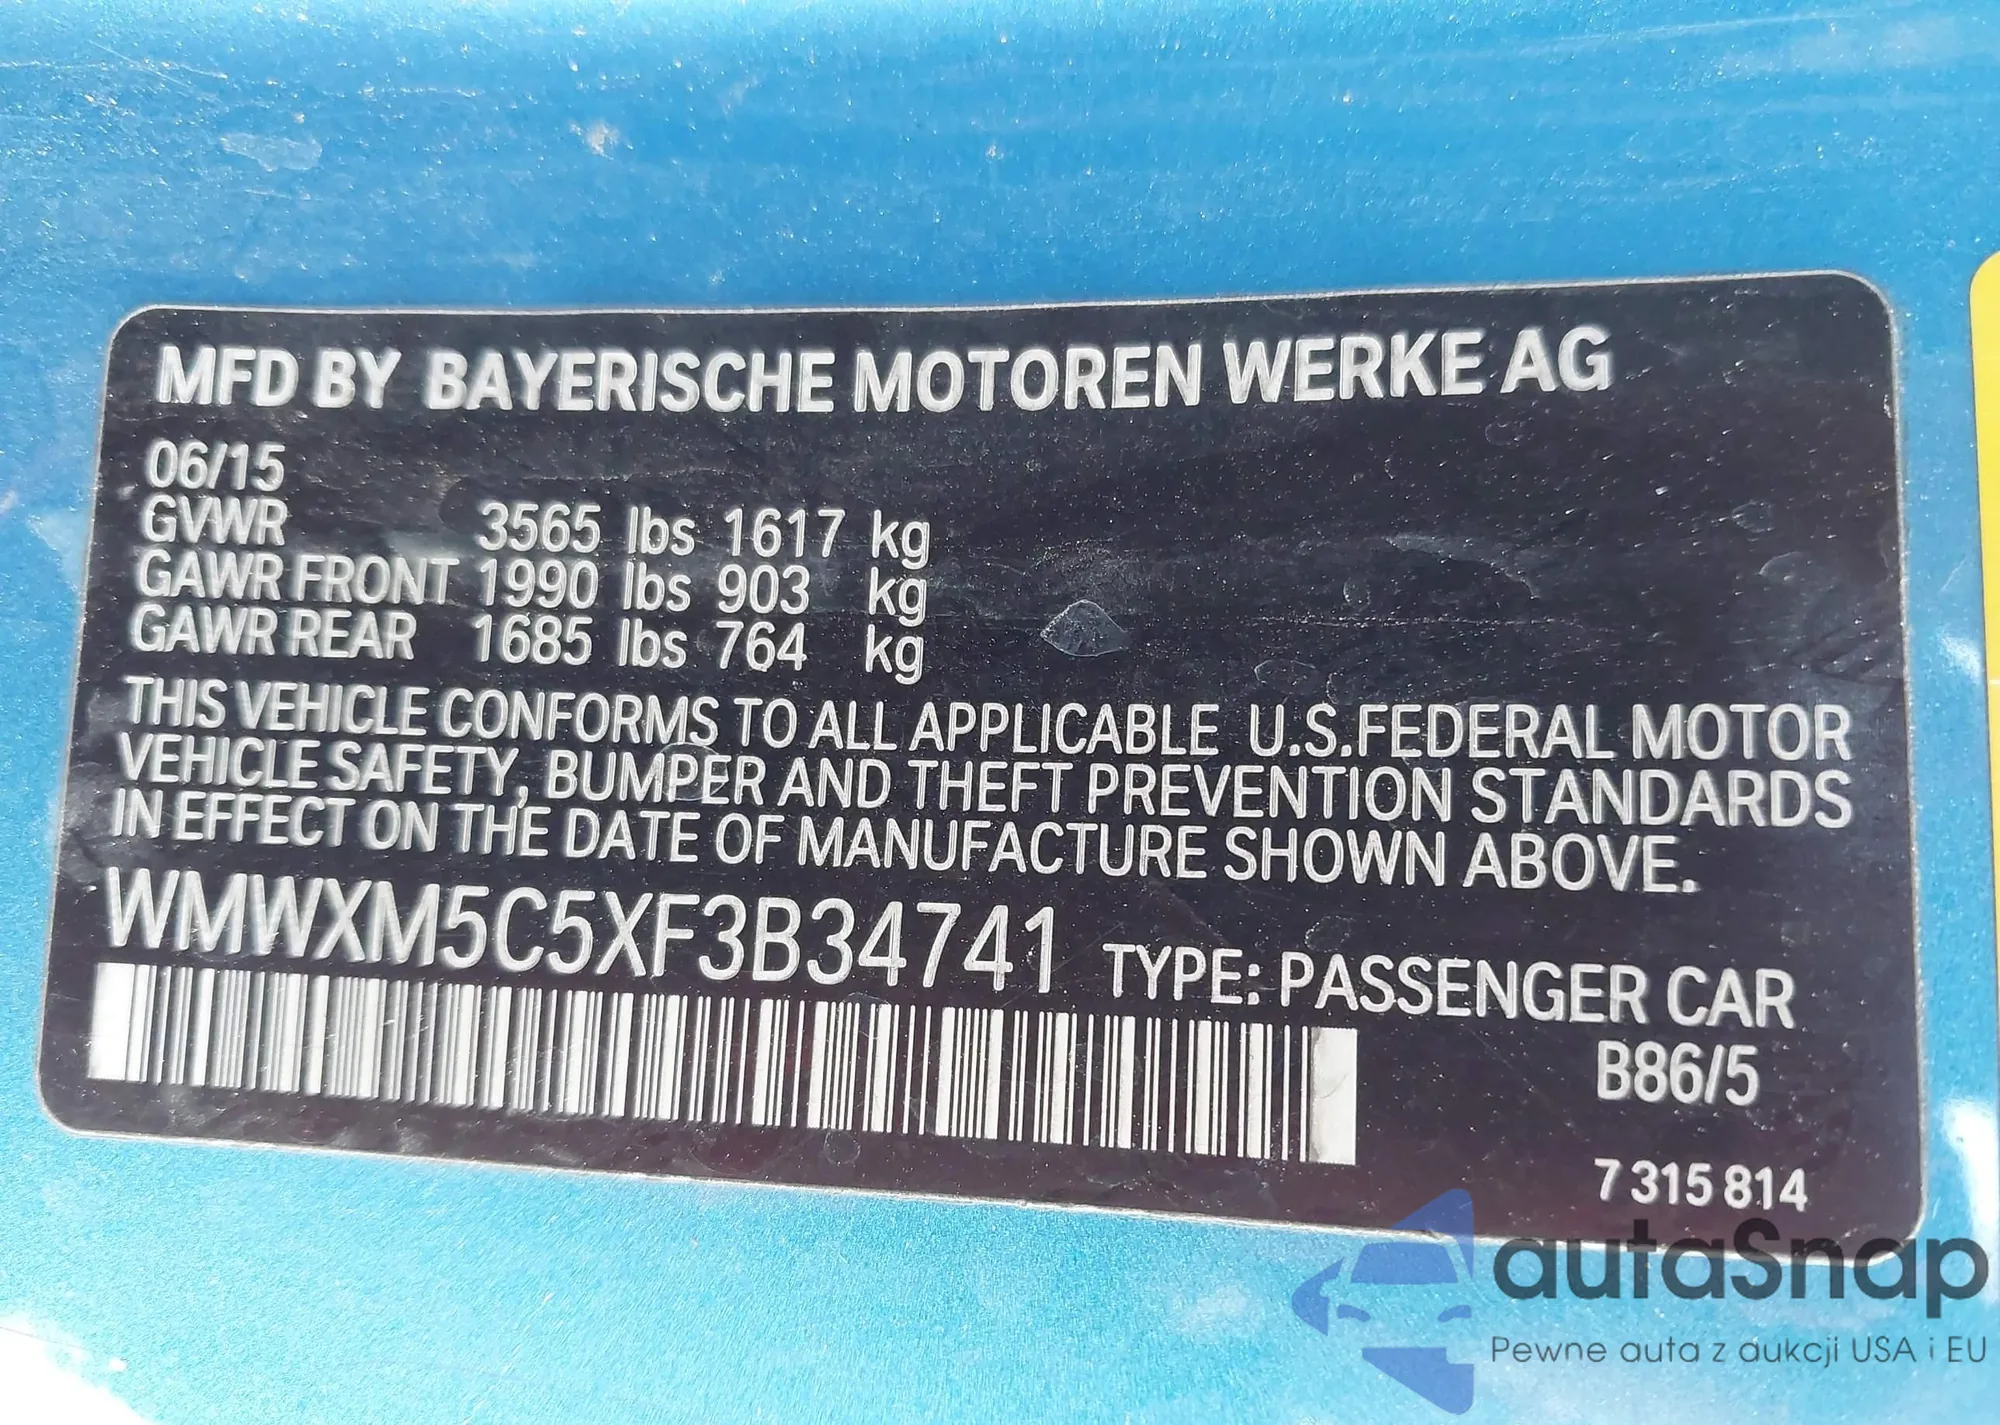 MFD BY BAYERISCHE MOTOREN WERKE AG
06/15
GVWR 3565 lbs 1617 kg
GAWR FRONT 1990 lbs 903 kg
GAWR REAR 1685 lbs 764 kg
THIS VEHICLE CONFORMS TO ALL APPLICABLE U.S.FEDERAL MOTOR
VEHICLE SAFETY, BUMPER AND THEFT PREVENTION STANDARDS
IN EFFECT ON THE DATE OF MANUFACTURE SHOWN ABOVE.
WMWXM5C5XF3B34741 TYPE: PASSENGER CAR
B86/5
7 315 814
autaSnap
Pewne auta z aukcji USA i EU